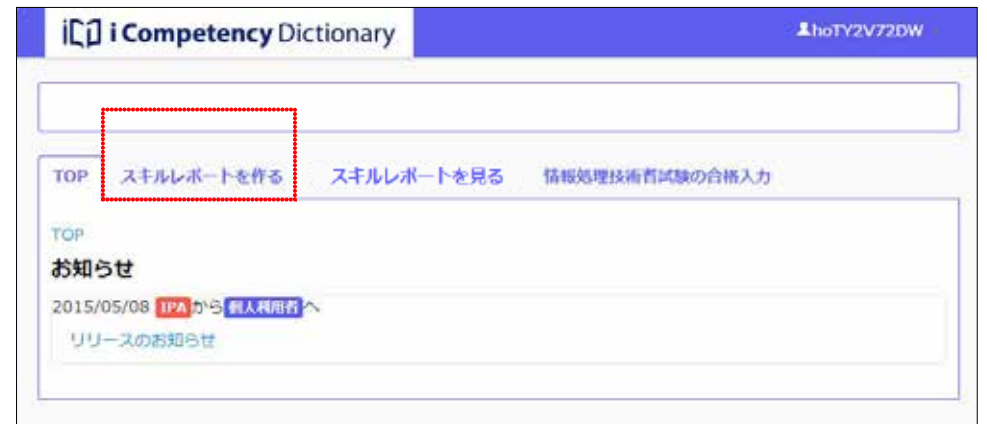 iCD i Competency Dictionary
hoTY2V72DW
TOP スキルレポートを作る スキルレポートを見る 情報処理技術者試験の合格入力
TOP
お知らせ
2015/05/08 IPAから個人利用者へ
リリースのお知らせ